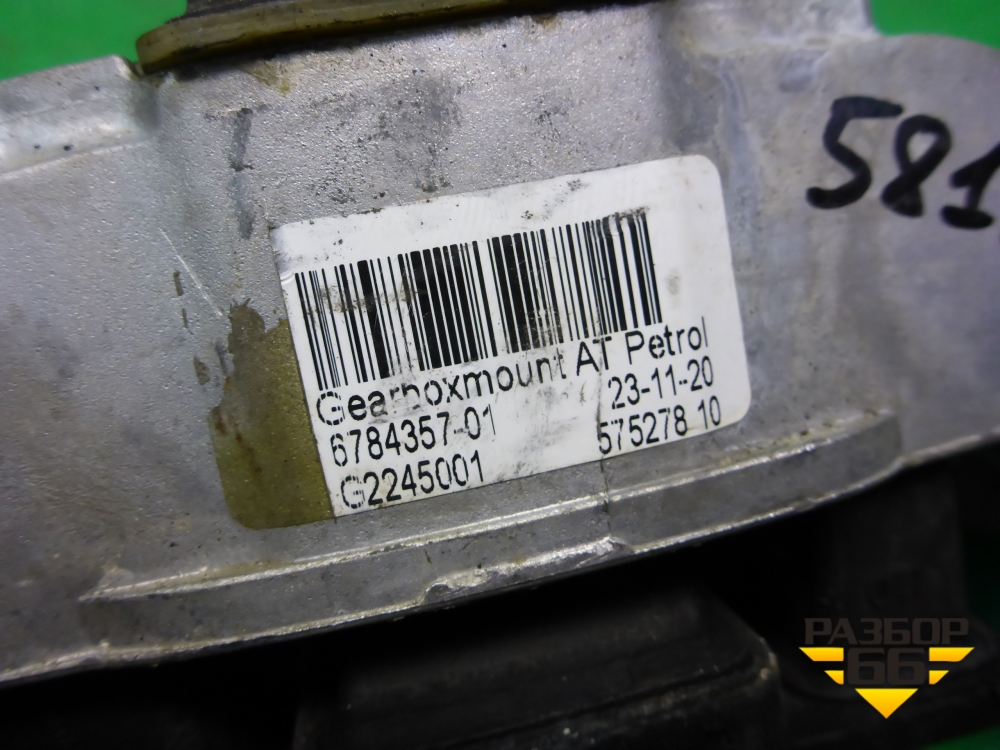 581
Gearboxmount AT Petrol
6784357-01 23-11-20
G2245001 575278 10
РАЗБОР
66